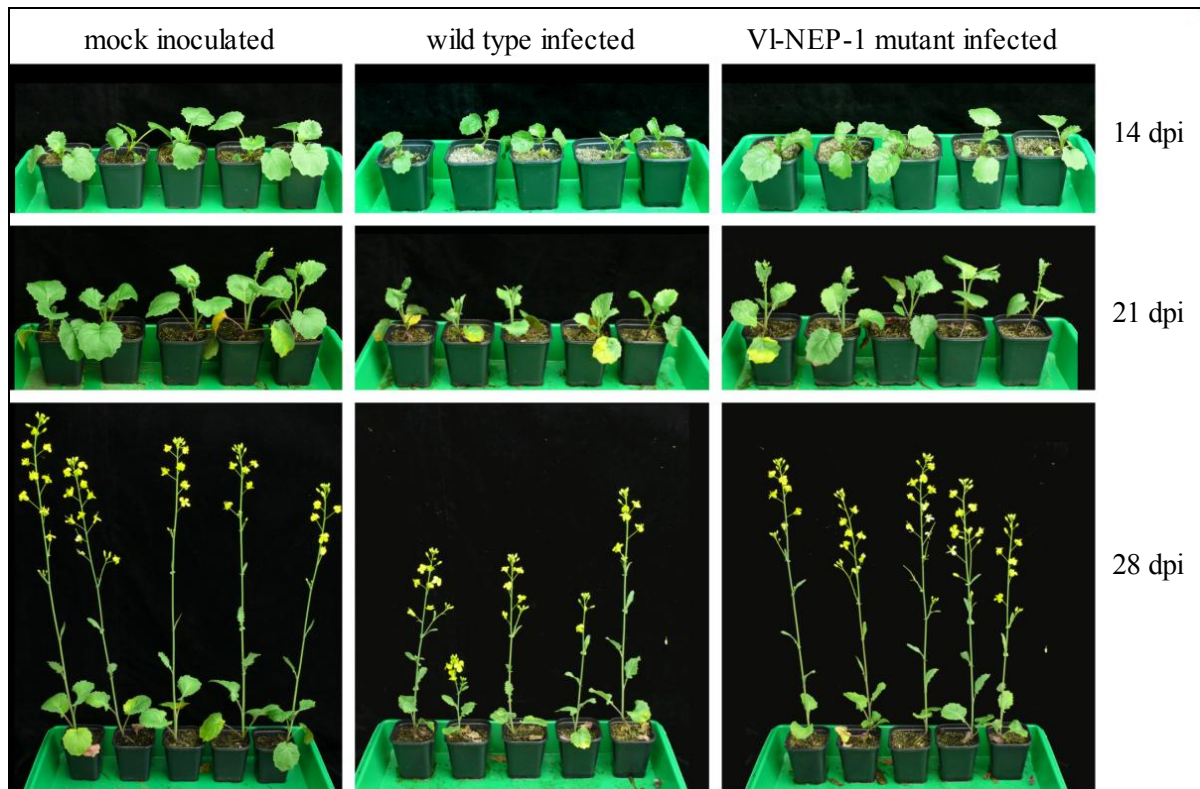 mock inoculated
wild type infected
Vl-NEP-1 mutant infected
14 dpi
21 dpi
28 dpi